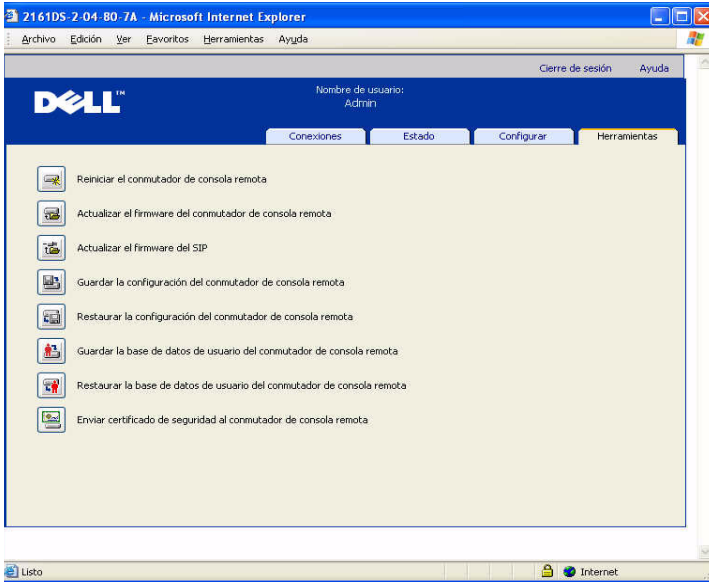 2161DS-2-04-80-7A - Microsoft Internet Explorer
Archivo Edición Ver Favoritos Herramientas Ayuda
Cierre de sesión Ayuda
DELL™
Nombre de usuario:
Admin
Conexiones Estado Configurar Herramientas
Reiniciar el conmutador de consola remota
Actualizar el firmware del conmutador de consola remota
Actualizar el firmware del SIP
Guardar la configuración del conmutador de consola remota
Restaurar la configuración del conmutador de consola remota
Guardar la base de datos de usuario del conmutador de consola remota
Restaurar la base de datos de usuario del conmutador de consola remota
Enviar certificado de seguridad al conmutador de consola remota
Listo Internet